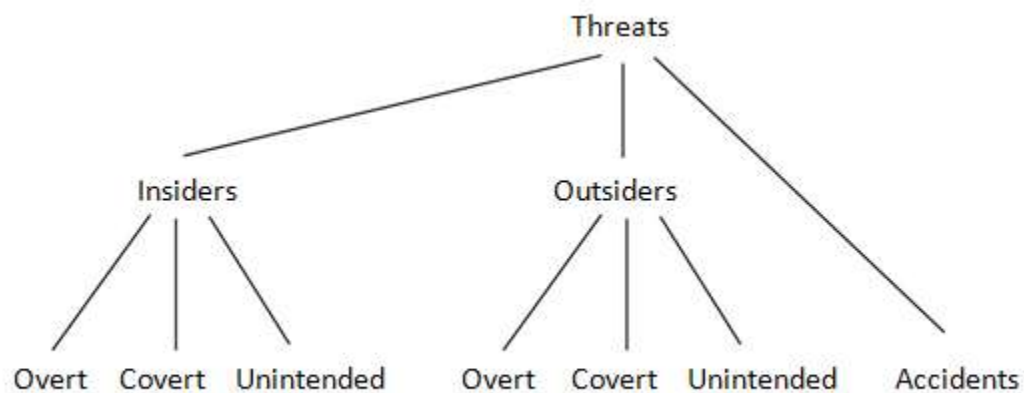 Threats
Insiders Outsiders
Overt Covert Unintended Overt Covert Unintended Accidents